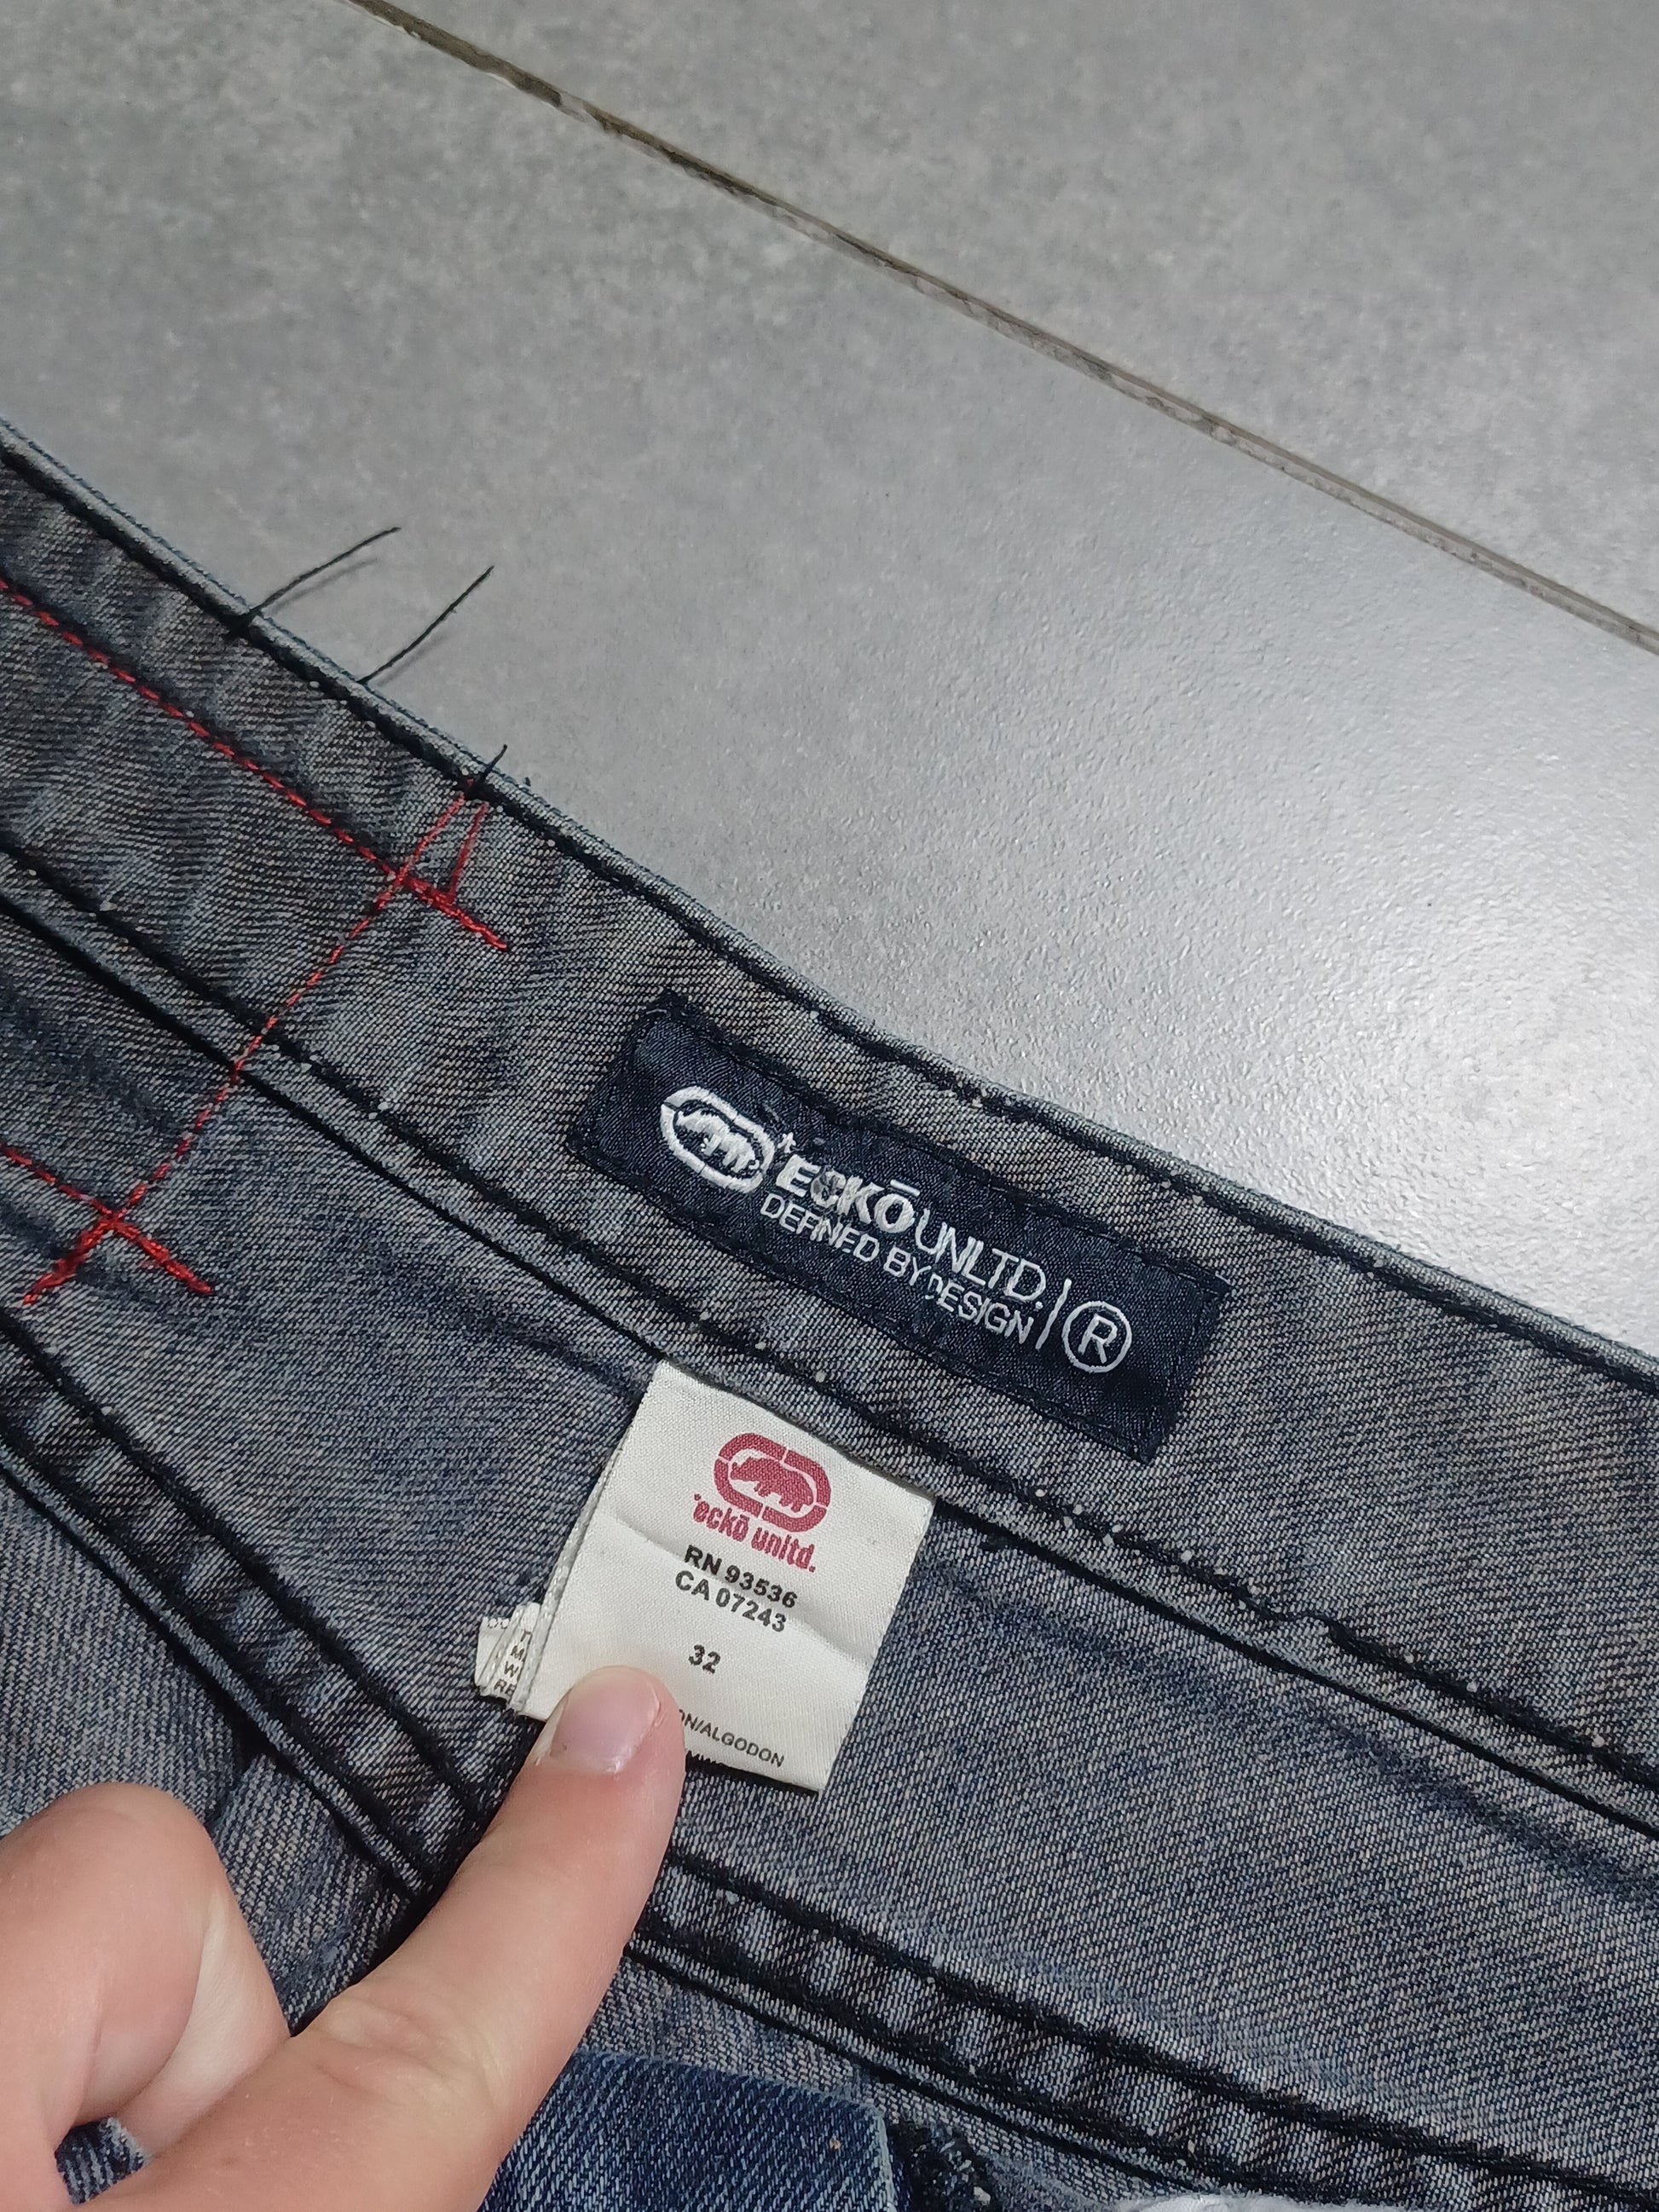 'ECKŌ UNLTD.
DEFINED BY DESIGN
R
'eckō unltd.
RN 93536
CA 07243
32
ON/ALGODON